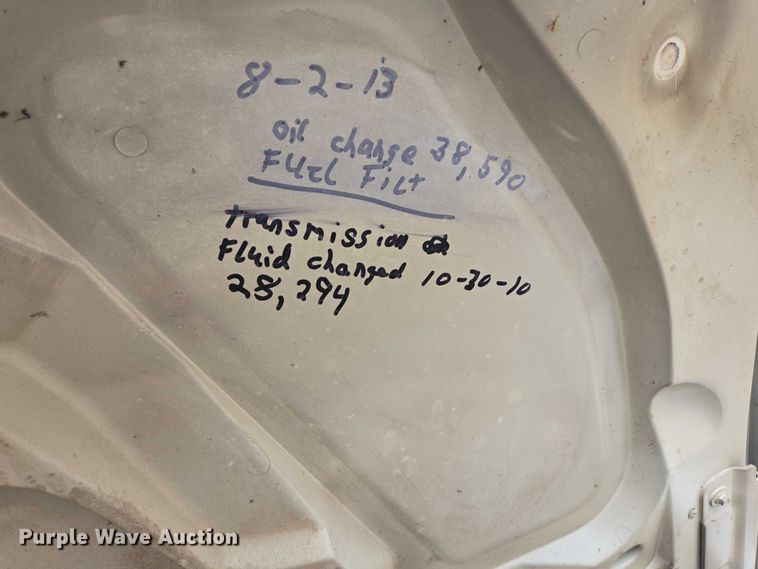 8-2-13
oil change 38,590
Fuel Filt
transmission
Fluid changed 10-30-10
28,294
Purple Wave Auction